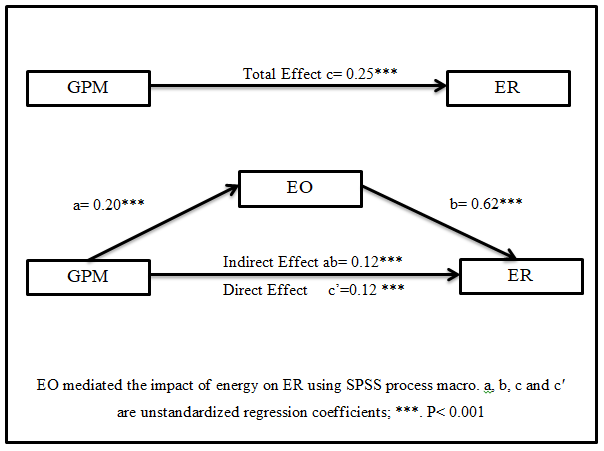 Total Effect c= 0.25***
GPM
ER
EO
a= 0.20***
b= 0.62***
Indirect Effect ab= 0.12***
GPM
ER
Direct Effect c’=0.12 ***
EO mediated the impact of energy on ER using SPSS process macro. a, b, c and c′
are unstandardized regression coefficients; ***. P< 0.001